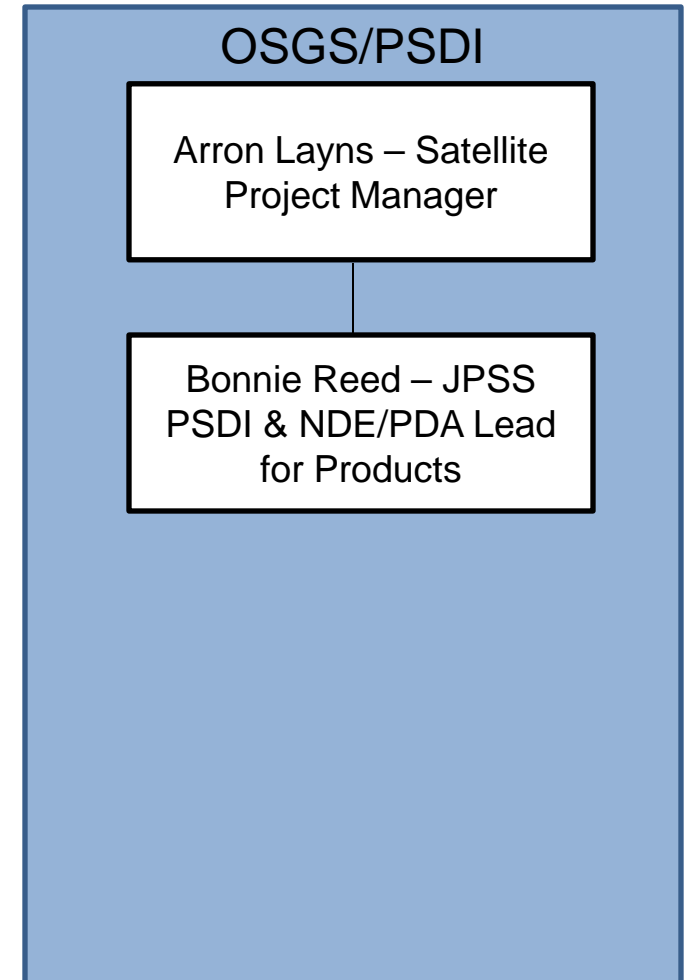 OSGS/PSDI
Arron Layns – Satellite
Project Manager
Bonnie Reed – JPSS
PSDI & NDE/PDA Lead
for Products